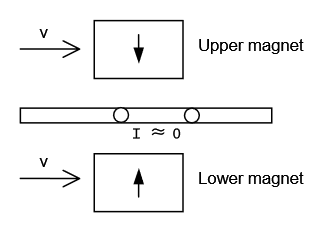 v
Upper magnet
I ≈ 0
v
Lower magnet